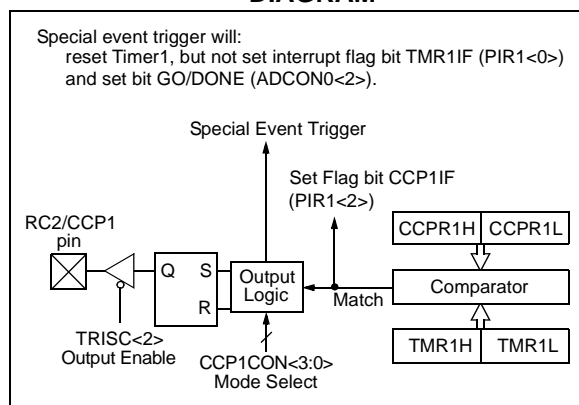 DIAGRAM
Special event trigger will:
reset Timer1, but not set interrupt flag bit TMR1IF (PIR1<0>)
and set bit GO/DONE (ADCON0<2>).
Special Event Trigger
Set Flag bit CCP1IF
(PIR1<2>)
RC2/CCP1
pin
CCPR1H CCPR1L
Q S
R
Output
Logic
Match
Comparator
TRISC<2>
Output Enable
CCP1CON<3:0>
Mode Select
TMR1H TMR1L